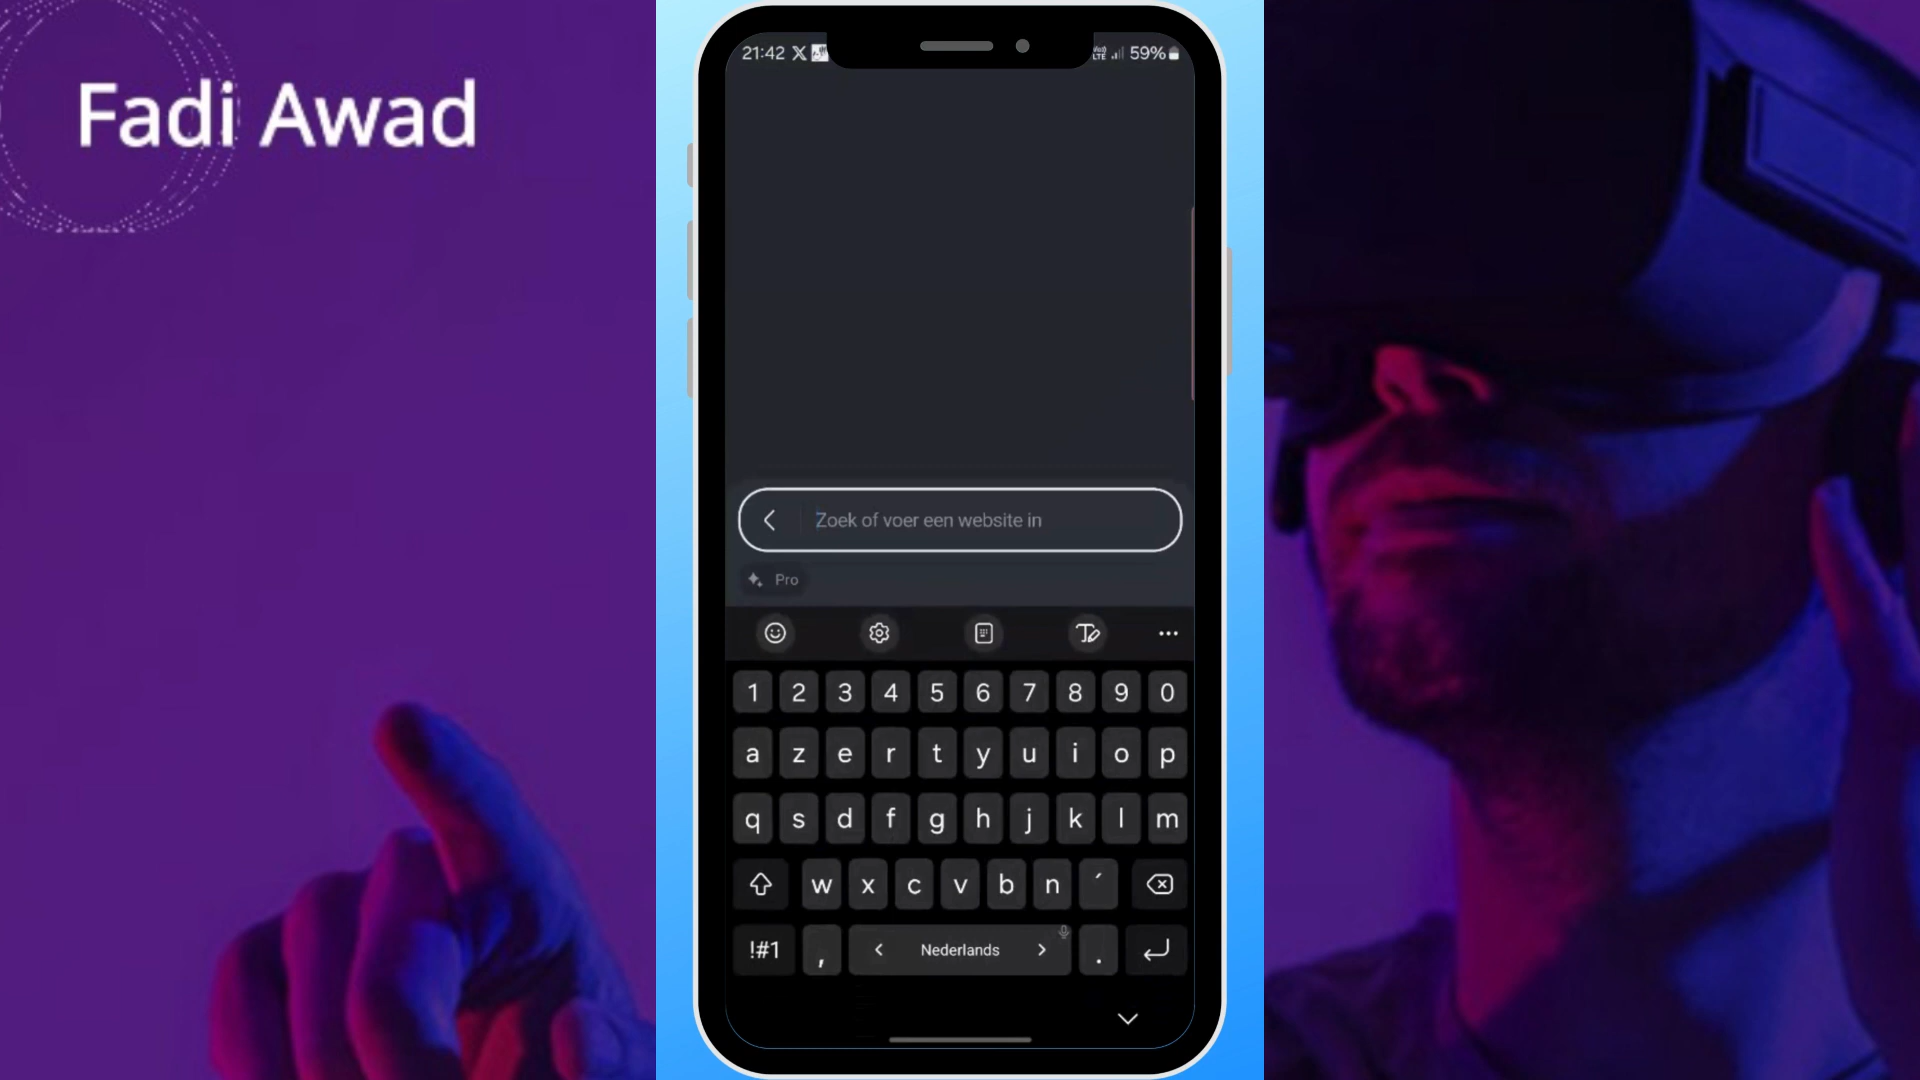 Fadi Awad
21:42 59%
Zoek of voer een website in
Pro
1 2 3 4 5 6 7 8 9 0
a z e r t y u i o p
q s d f g h j k l m
w x c v b n ´
!#1 , < Nederlands > .